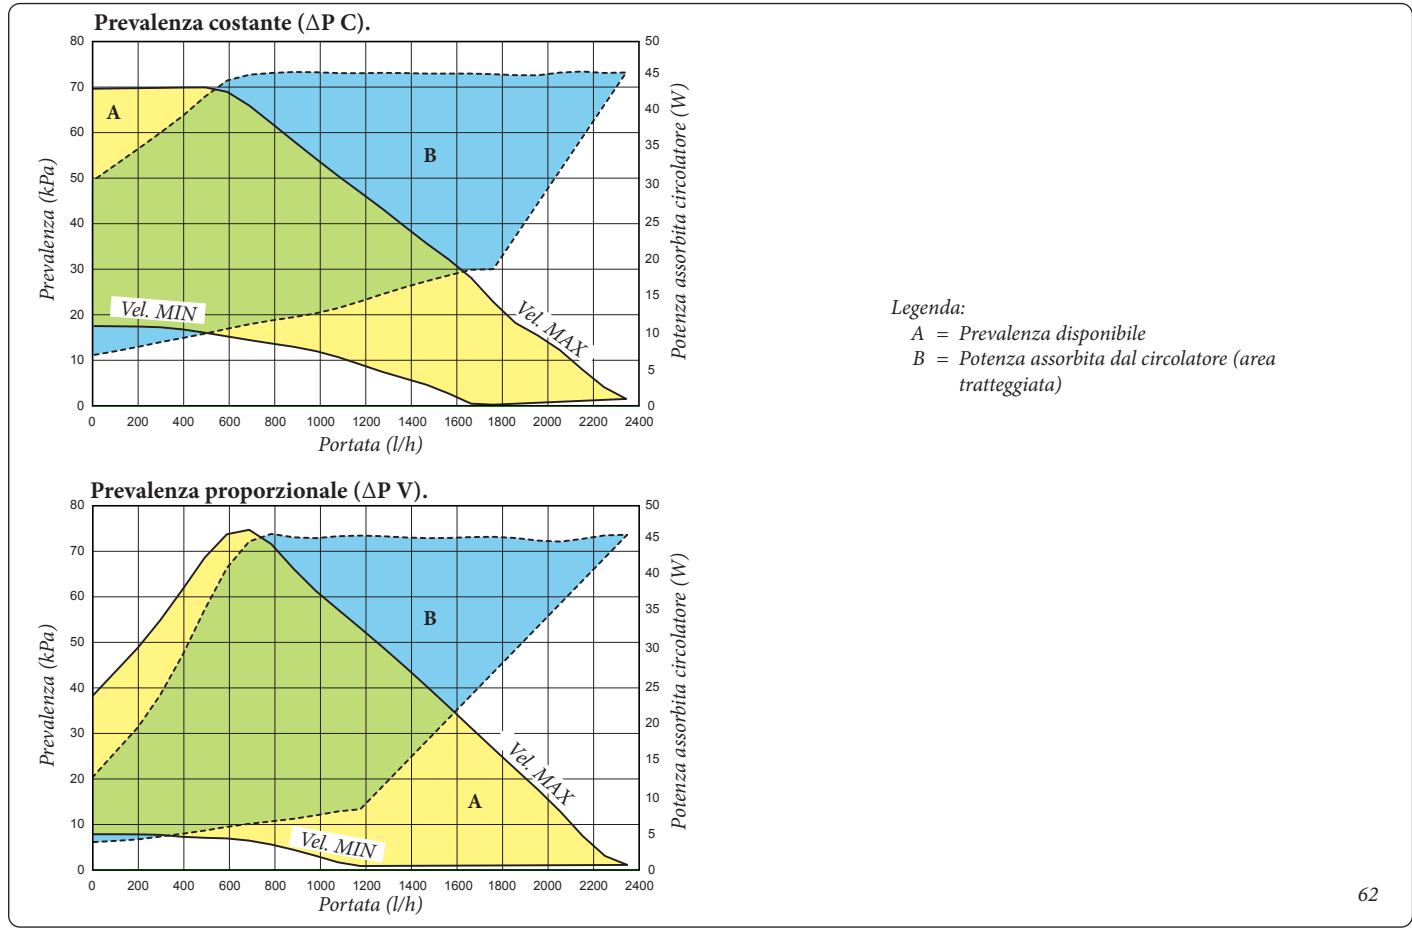 Prevalenza costante (ΔP C).
80
70
60
50
40
30
20
10
0
Prevalenza (kPa)
A
B
Vel. MIN
Vel. MAX
50
45
40
35
30
25
20
15
10
5
0
Potenza assorbita circolatore (W)
0 200 400 600 800 1000 1200 1400 1600 1800 2000 2200 2400
Portata (l/h)
Legenda:
A = Prevalenza disponibile
B = Potenza assorbita dal circolatore (area
tratteggiata)
Prevalenza proporzionale (ΔP V).
80
70
60
50
40
30
20
10
0
Prevalenza (kPa)
B
A
Vel. MAX
Vel. MIN
50
45
40
35
30
25
20
15
10
5
0
Potenza assorbita circolatore (W)
0 200 400 600 800 1000 1200 1400 1600 1800 2000 2200 2400
Portata (l/h)
62